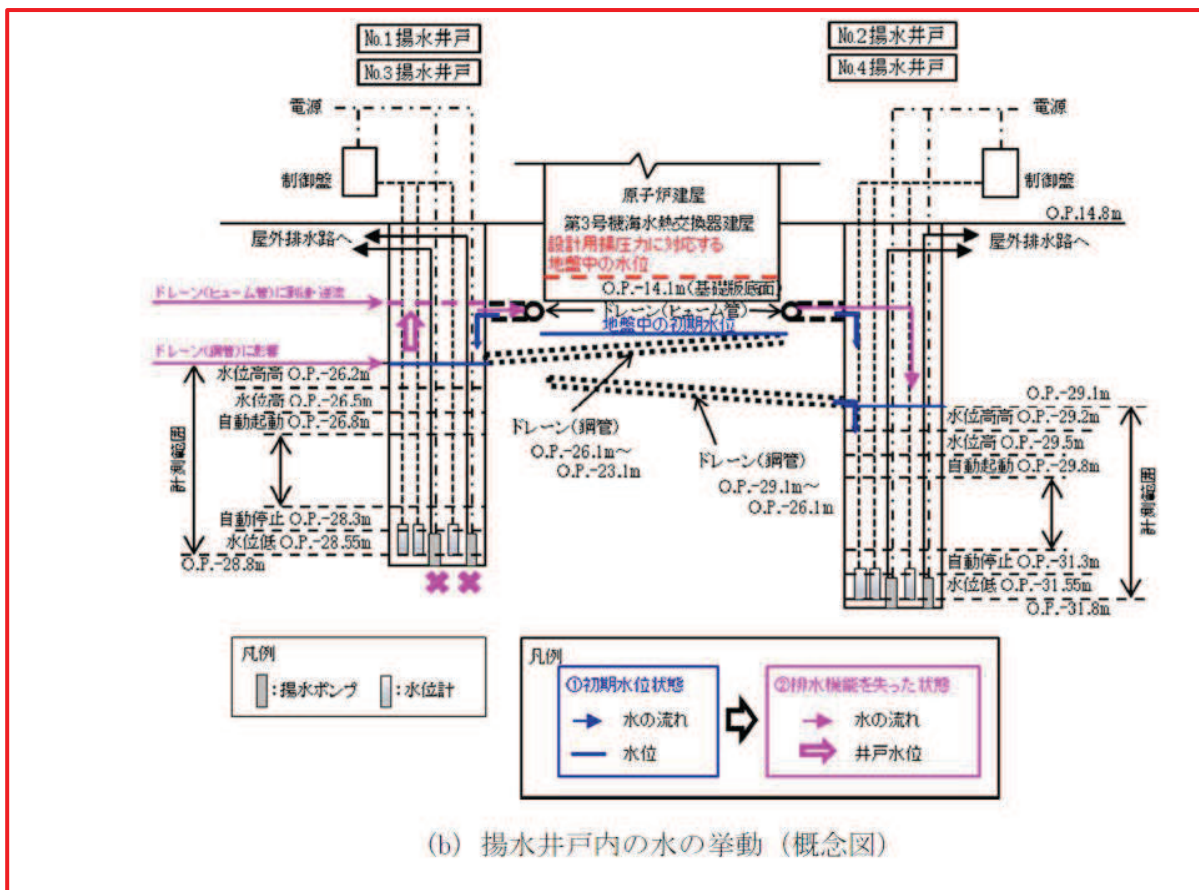 No.1揚水井戸
No.3揚水井戸
No.2揚水井戸
No.4揚水井戸
電源
電源
制御盤
制御盤
原子炉建屋
第3号機海水熱交換器建屋
設計用揚圧力に対応する
地盤中の水位
O.P.14.8m
屋外排水路へ
屋外排水路へ
O.P.-14.1m(基礎版底面)
ドレーン(ヒューム管)に到達・逆流
ドレーン(ヒューム管)
地盤中の初期水位
ドレーン(鋼管)に影響
水位高高 O.P.-26.2m
水位高 O.P.-26.5m
自動起動 O.P.-26.8m
計測範囲
自動停止 O.P.-28.3m
水位低 O.P.-28.55m
O.P.-28.8m
ドレーン(鋼管)
O.P.-26.1m～
O.P.-23.1m
ドレーン(鋼管)
O.P.-29.1m～
O.P.-26.1m
O.P.-29.1m
水位高高 O.P.-29.2m
水位高 O.P.-29.5m
自動起動 O.P.-29.8m
計測範囲
自動停止 O.P.-31.3m
水位低 O.P.-31.55m
O.P.-31.8m
凡例
:揚水ポンプ :水位計
凡例
①初期水位状態
水の流れ
水位
②排水機能を失った状態
水の流れ
井戸水位
(b) 揚水井戸内の水の挙動（概念図）